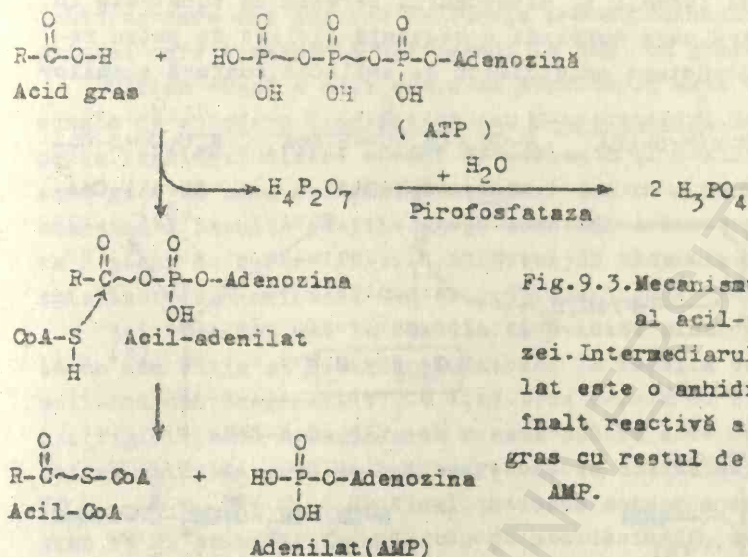 O O O O
R-C-O-H + HO-P~O-P~O-P-O-Adenozină
Acid gras OH OH OH
( ATP )
H4P2O7 + H2O 2 H3PO4
Pirofosfataza
O O
R-C~O-P-O-Adenozina
OH
CoA-S Acil-adenilat
H
O O
R-C~S-CoA + HO-P-O-Adenozina
Acil-CoA OH
Adenilat(AMP)
Fig.9.3.Mecanismu
al acil-
zei.Intermediarul
lat este o anhidr
înalt reactivă a
gras cu restul de
AMP.
UNIVERSIT